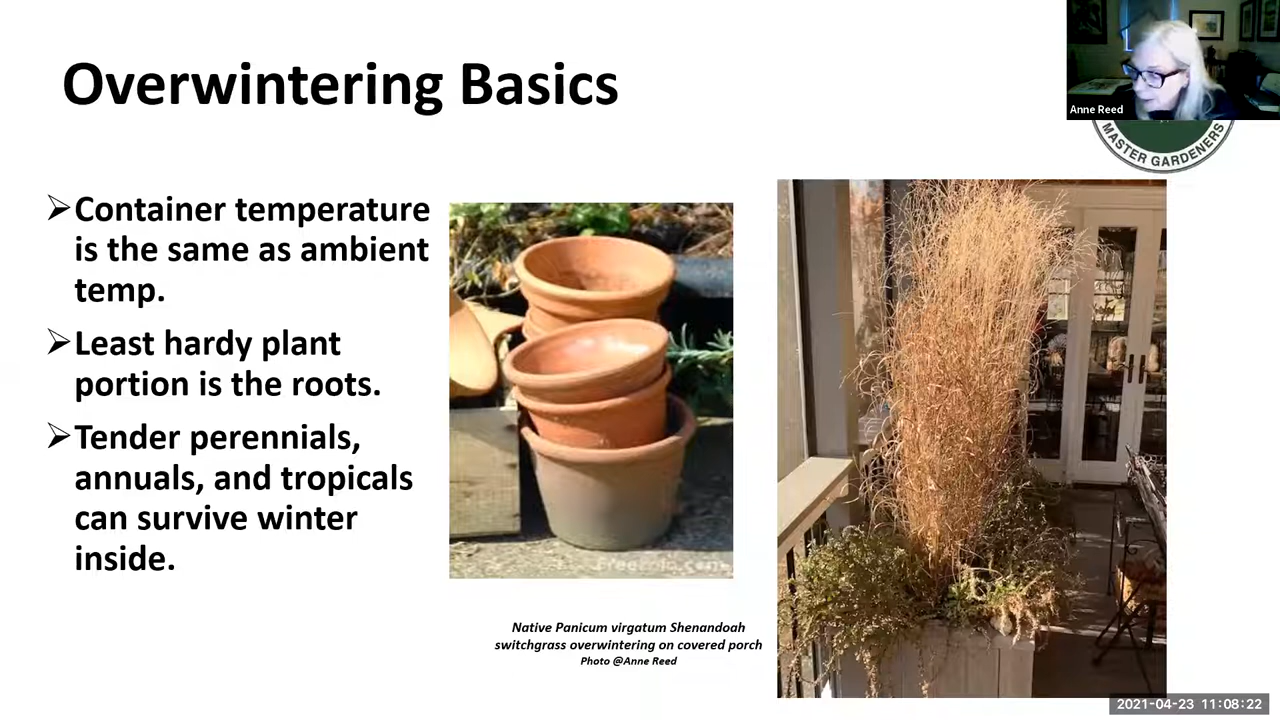 Overwintering Basics
Anne Reed
MASTER GARDENERS
➢Container temperature
is the same as ambient
temp.
➢Least hardy plant
portion is the roots.
➢Tender perennials,
annuals, and tropicals
can survive winter
inside.
Native Panicum virgatum Shenandoah
switchgrass overwintering on covered porch
Photo @Anne Reed
2021-04-23 11:08:22